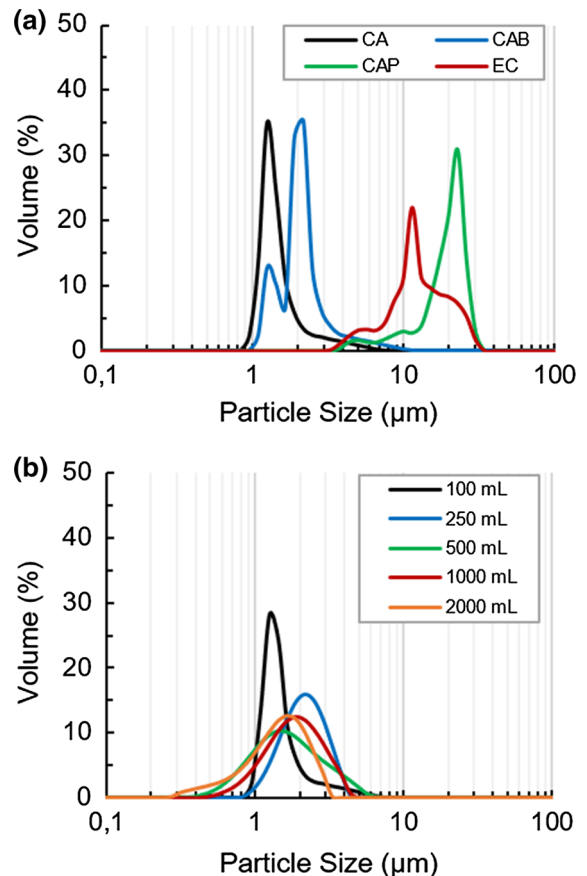 (a)
CA CAB
CAP EC
50
40
30
20
10
0
Volume (%)
0,1 1 10 100
Particle Size (µm)
(b)
100 mL
250 mL
500 mL
1000 mL
2000 mL
50
40
30
20
10
0
Volume (%)
0,1 1 10 100
Particle Size (µm)